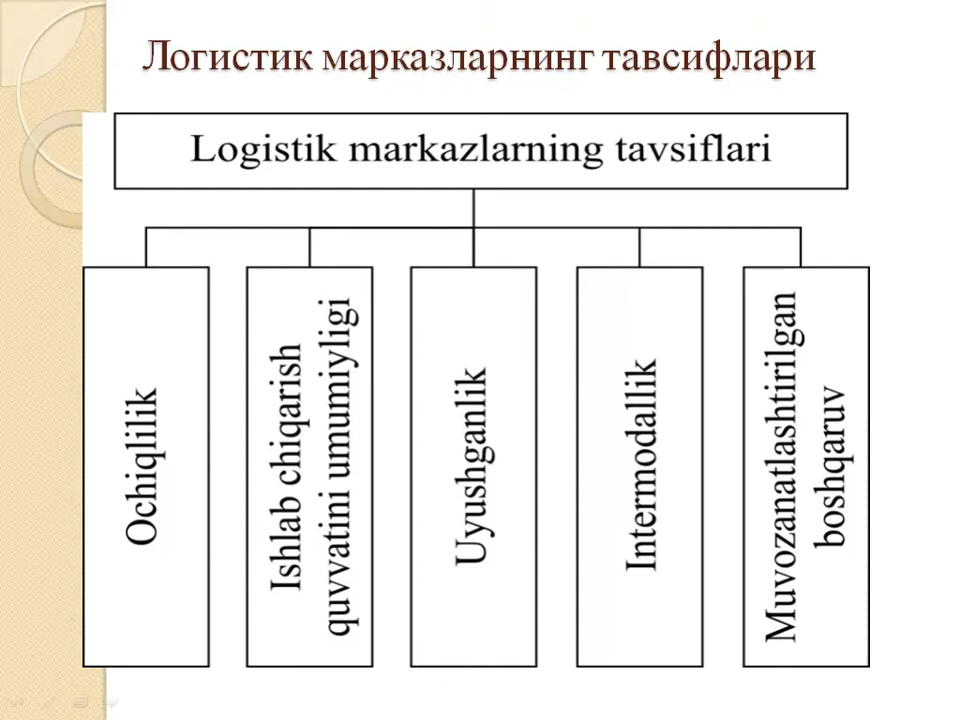 Логистик марказларнинг тавсифлари
Logistik markazlarning tavsiflari
Ochiqlilik
Ishlab chiqarish
quvvatini umumiyligi
Uyushganlik
Intermodallik
Muvozanatlashtirilgan
boshqaruv